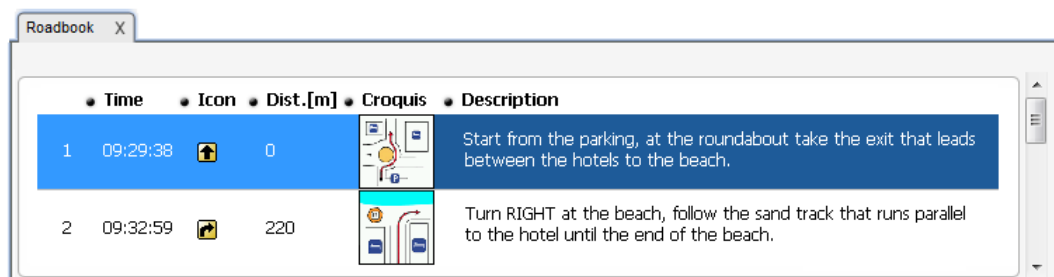 Roadbook X
Time Icon Dist.[m] Croquis Description
1 09:29:38 0 Start from the parking, at the roundabout take the exit that leads
between the hotels to the beach.
2 09:32:59 220 Turn RIGHT at the beach, follow the sand track that runs parallel
to the hotel until the end of the beach.